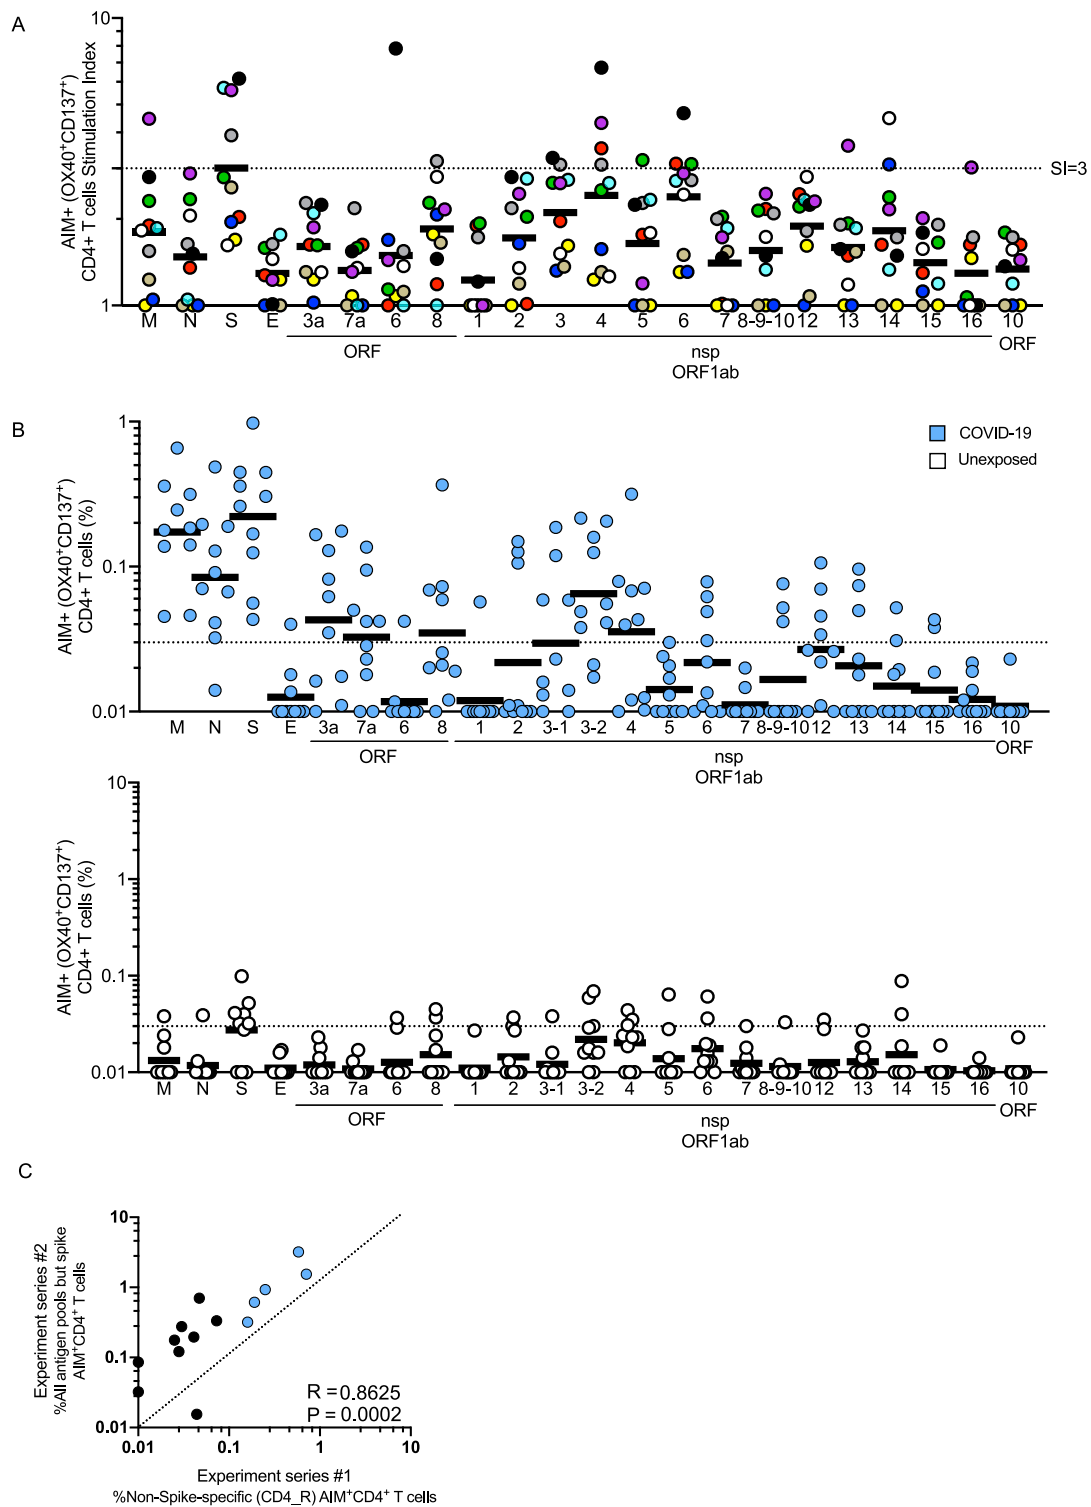 A
10
AIM+ (OX40⁺CD137⁺)
CD4+ T cells Stimulation Index
SI=3
1
M N S E 3a 7a 6 8 1 2 3 4 5 6 7 8-9-10 12 13 14 15 16 10
ORF nsp ORF
ORF1ab
B
1
COVID-19
Unexposed
AIM+ (OX40⁺CD137⁺)
CD4+ T cells (%)
0.1
0.01
M N S E 3a 7a 6 8 1 2 3-1 3-2 4 5 6 7 8-9-10 12 13 14 15 16 10
ORF nsp ORF
ORF1ab
10
AIM+ (OX40⁺CD137⁺)
CD4+ T cells (%)
1
0.1
0.01
M N S E 3a 7a 6 8 1 2 3-1 3-2 4 5 6 7 8-9-10 12 13 14 15 16 10
ORF nsp ORF
ORF1ab
C
Experiment series #2
%All antigen pools but spike
AIM⁺CD4⁺ T cells
10
1
0.1
0.01
R = 0.8625
P = 0.0002
0.01 0.1 1 10
Experiment series #1
%Non-Spike-specific (CD4_R) AIM⁺CD4⁺ T cells